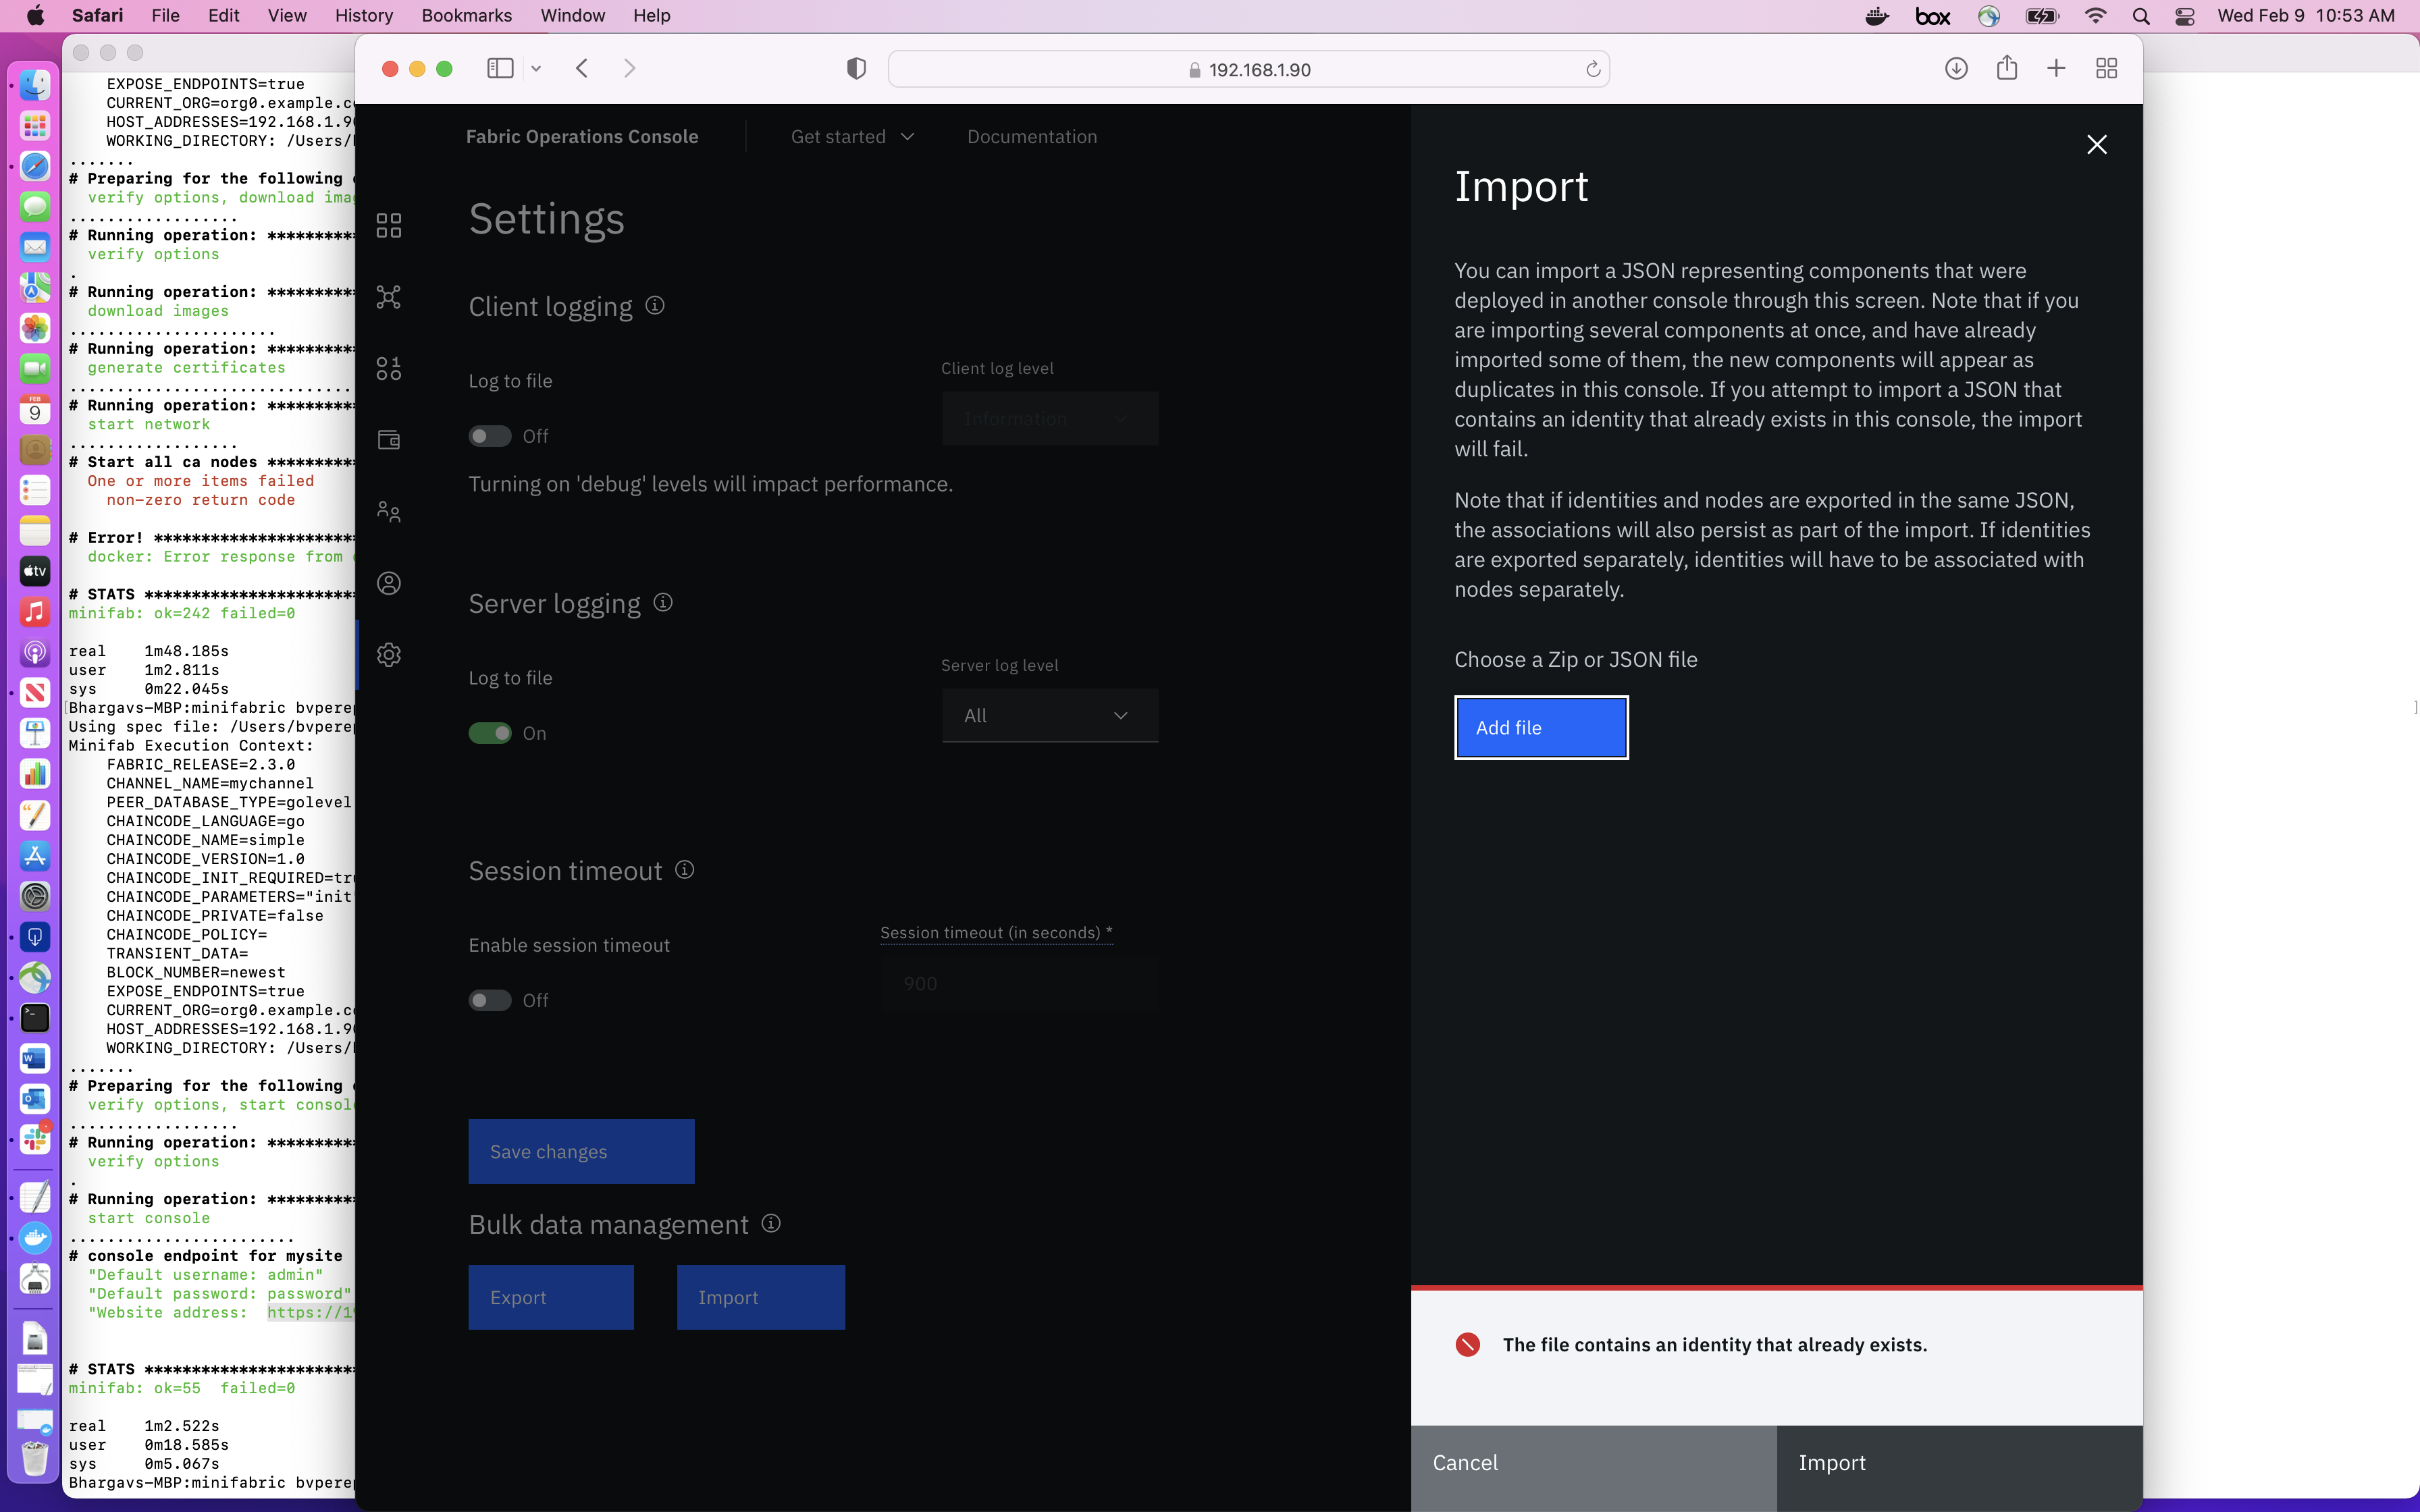 Safari File Edit View History Bookmarks Window Help
box Wed Feb 9 10:53 AM
EXPOSE_ENDPOINTS=true
CURRENT_ORG=org0.example.c
HOST_ADDRESSES=192.168.1.90
WORKING_DIRECTORY: /Users/
.......
# Preparing for the following
verify options, download imag
..................
# Running operation: **********
verify options
.
# Running operation: **********
download images
......................
# Running operation: **********
generate certificates
..............................
# Running operation: **********
start network
..................
# Start all ca nodes **********
One or more items failed
non-zero return code
# Error! **********************
docker: Error response from
# STATS ***********************
minifab: ok=242 failed=0
real 1m48.185s
user 1m2.811s
sys 0m22.045s
[Bhargavs-MBP:minifabric bvperep
Using spec file: /Users/bvperep
Minifab Execution Context:
FABRIC_RELEASE=2.3.0
CHANNEL_NAME=mychannel
PEER_DATABASE_TYPE=golevel
CHAINCODE_LANGUAGE=go
CHAINCODE_NAME=simple
CHAINCODE_VERSION=1.0
CHAINCODE_INIT_REQUIRED=tru
CHAINCODE_PARAMETERS="init"
CHAINCODE_PRIVATE=false
CHAINCODE_POLICY=
TRANSIENT_DATA=
BLOCK_NUMBER=newest
EXPOSE_ENDPOINTS=true
CURRENT_ORG=org0.example.c
HOST_ADDRESSES=192.168.1.90
WORKING_DIRECTORY: /Users/
.......
# Preparing for the following
verify options, start consol
..................
# Running operation: **********
verify options
.
# Running operation: **********
start console
........................
# console endpoint for mysite
"Default username: admin"
"Default password: password"
"Website address: https://19
# STATS ***********************
minifab: ok=55 failed=0
real 1m2.522s
user 0m18.585s
sys 0m5.067s
Bhargavs-MBP:minifabric bvperep
FEB
9
tv
192.168.1.90
Fabric Operations Console Get started Documentation
Settings
Client logging
Log to file
Off
Client log level
Information
Turning on 'debug' levels will impact performance.
Server logging
Log to file
On
Server log level
All
Session timeout
Enable session timeout
Off
Session timeout (in seconds) *
900
Save changes
Bulk data management
Export Import
Import
You can import a JSON representing components that were
deployed in another console through this screen. Note that if you
are importing several components at once, and have already
imported some of them, the new components will appear as
duplicates in this console. If you attempt to import a JSON that
contains an identity that already exists in this console, the import
will fail.
Note that if identities and nodes are exported in the same JSON,
the associations will also persist as part of the import. If identities
are exported separately, identities will have to be associated with
nodes separately.
Choose a Zip or JSON file
Add file
The file contains an identity that already exists.
Cancel Import
]